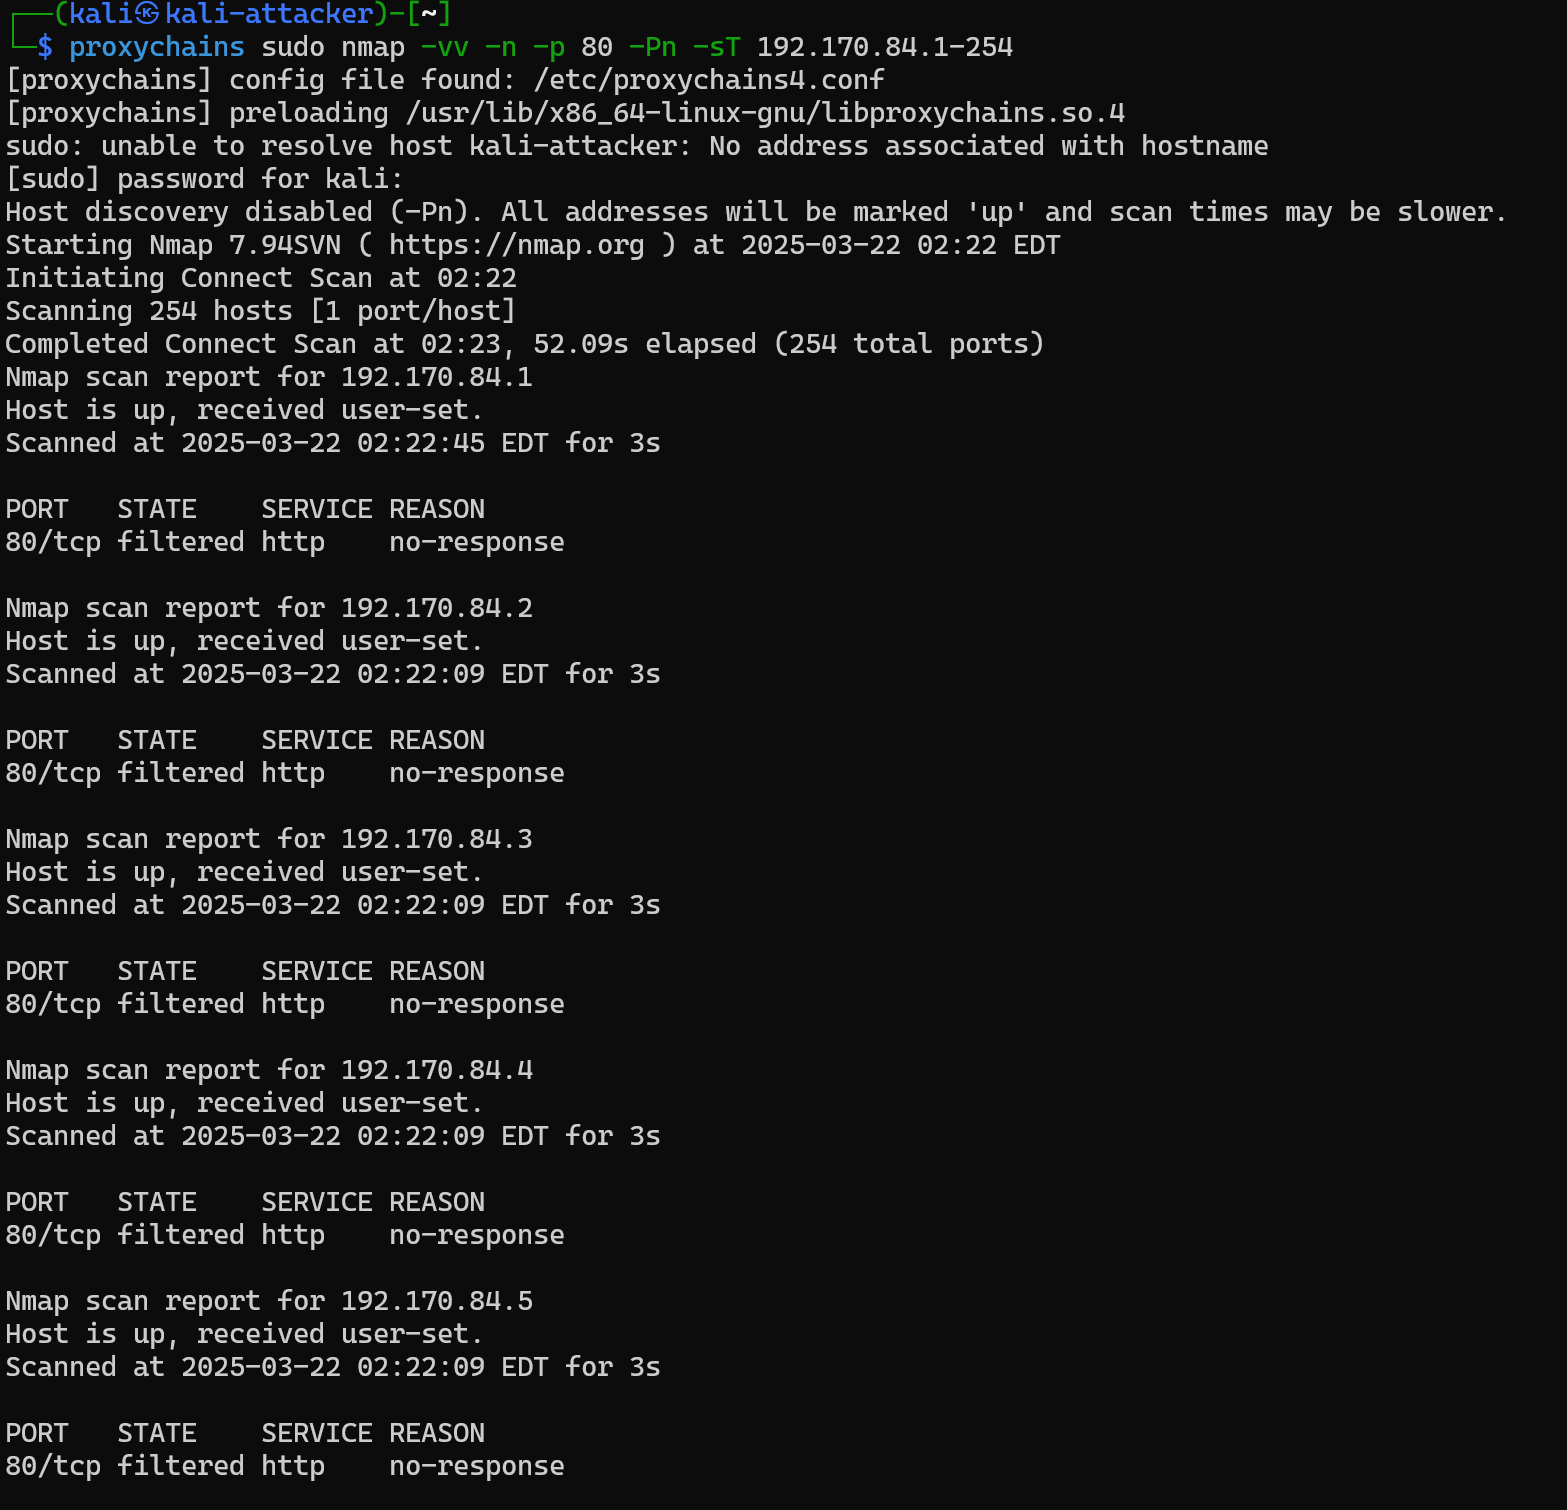 ┌──(kali㉿kali-attacker)-[~]
└─$ proxychains sudo nmap -vv -n -p 80 -Pn -sT 192.170.84.1-254
[proxychains] config file found: /etc/proxychains4.conf
[proxychains] preloading /usr/lib/x86_64-linux-gnu/libproxychains.so.4
sudo: unable to resolve host kali-attacker: No address associated with hostname
[sudo] password for kali:
Host discovery disabled (-Pn). All addresses will be marked 'up' and scan times may be slower.
Starting Nmap 7.94SVN ( https://nmap.org ) at 2025-03-22 02:22 EDT
Initiating Connect Scan at 02:22
Scanning 254 hosts [1 port/host]
Completed Connect Scan at 02:23, 52.09s elapsed (254 total ports)
Nmap scan report for 192.170.84.1
Host is up, received user-set.
Scanned at 2025-03-22 02:22:45 EDT for 3s

PORT   STATE    SERVICE REASON
80/tcp filtered http    no-response

Nmap scan report for 192.170.84.2
Host is up, received user-set.
Scanned at 2025-03-22 02:22:09 EDT for 3s

PORT   STATE    SERVICE REASON
80/tcp filtered http    no-response

Nmap scan report for 192.170.84.3
Host is up, received user-set.
Scanned at 2025-03-22 02:22:09 EDT for 3s

PORT   STATE    SERVICE REASON
80/tcp filtered http    no-response

Nmap scan report for 192.170.84.4
Host is up, received user-set.
Scanned at 2025-03-22 02:22:09 EDT for 3s

PORT   STATE    SERVICE REASON
80/tcp filtered http    no-response

Nmap scan report for 192.170.84.5
Host is up, received user-set.
Scanned at 2025-03-22 02:22:09 EDT for 3s

PORT   STATE    SERVICE REASON
80/tcp filtered http    no-response